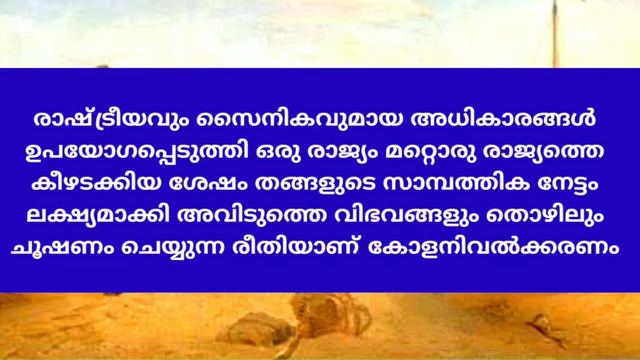 രാഷ്ട്രീയവും സൈനികവുമായ അധികാരങ്ങൾ
ഉപയോഗപ്പെടുത്തി ഒരു രാജ്യം മറ്റൊരു രാജ്യത്തെ
കീഴടക്കിയ ശേഷം തങ്ങളുടെ സാമ്പത്തിക നേട്ടം
ലക്ഷ്യമാക്കി അവിടുത്തെ വിഭവങ്ങളും തൊഴിലും
ചൂഷണം ചെയ്യുന്ന രീതിയാണ് കോളനിവൽക്കരണം